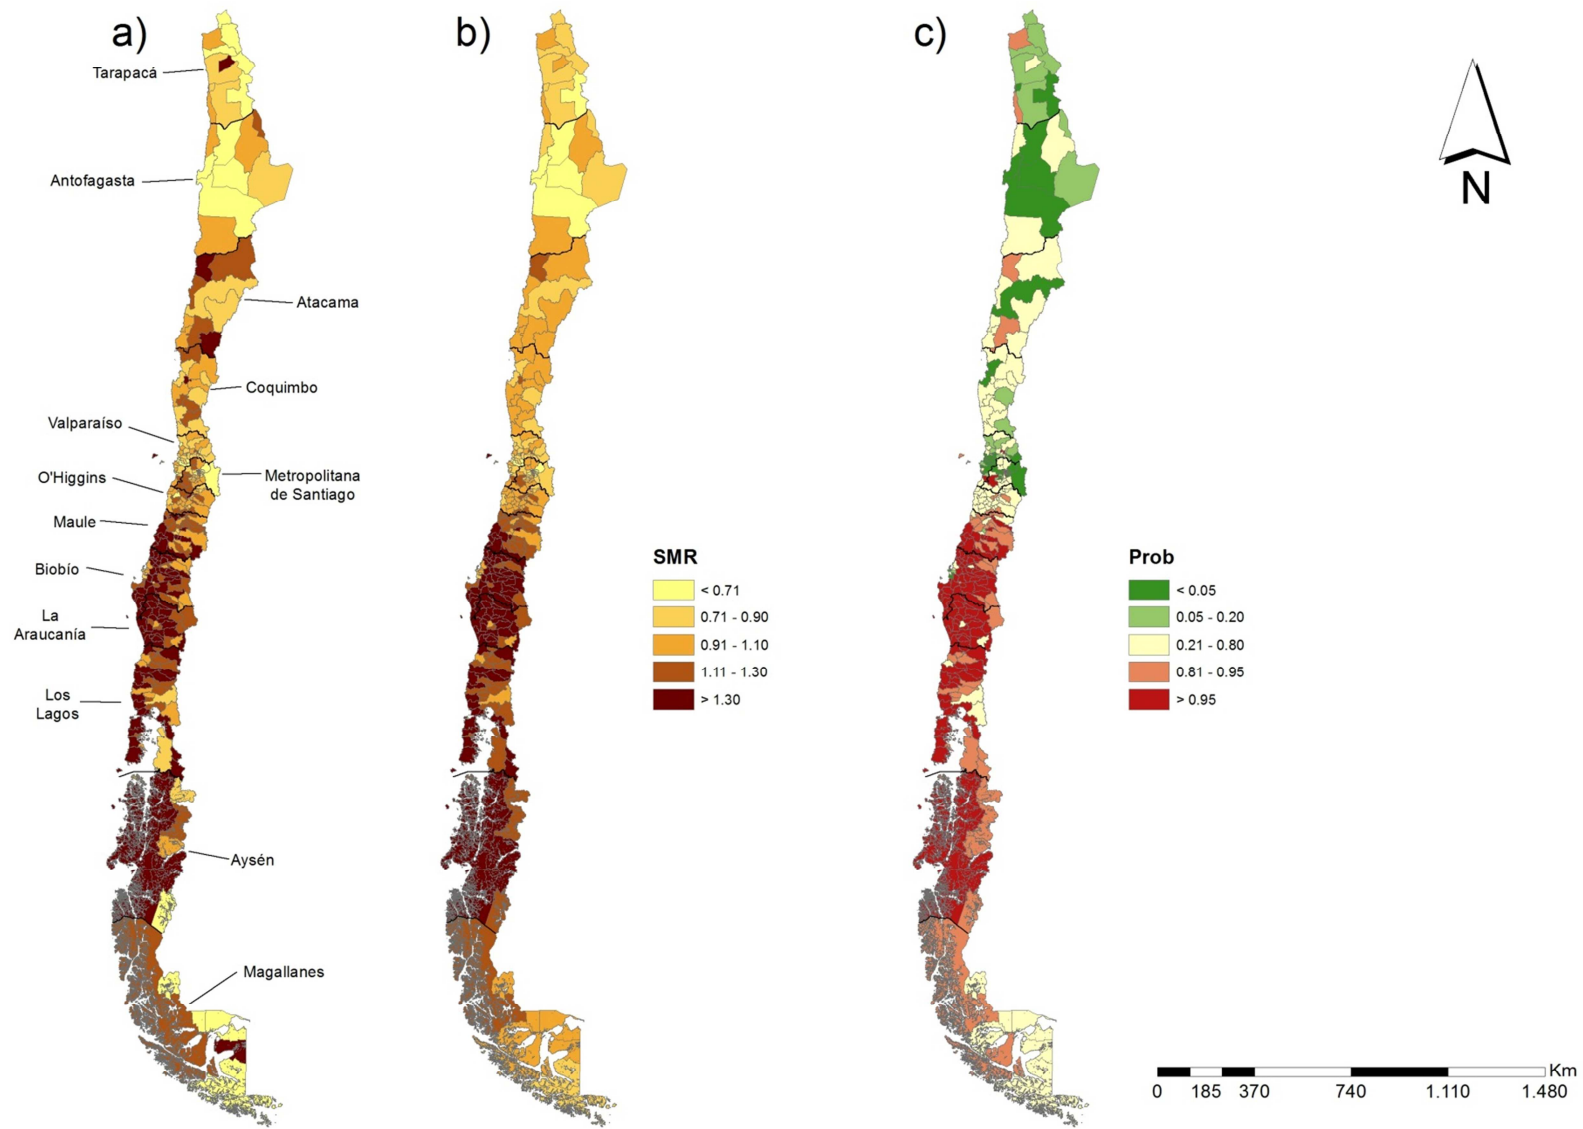 a)
b)
c)
Tarapacá
Antofagasta
N
Atacama
Coquimbo
Valparaíso
O'Higgins
Metropolitana
de Santiago
Maule
Biobío
La
Araucanía
Los
Lagos
Aysén
Magallanes
SMR
< 0.71
0.71 - 0.90
0.91 - 1.10
1.11 - 1.30
> 1.30
Prob
< 0.05
0.05 - 0.20
0.21 - 0.80
0.81 - 0.95
> 0.95
Km
0 185 370 740 1.110 1.480